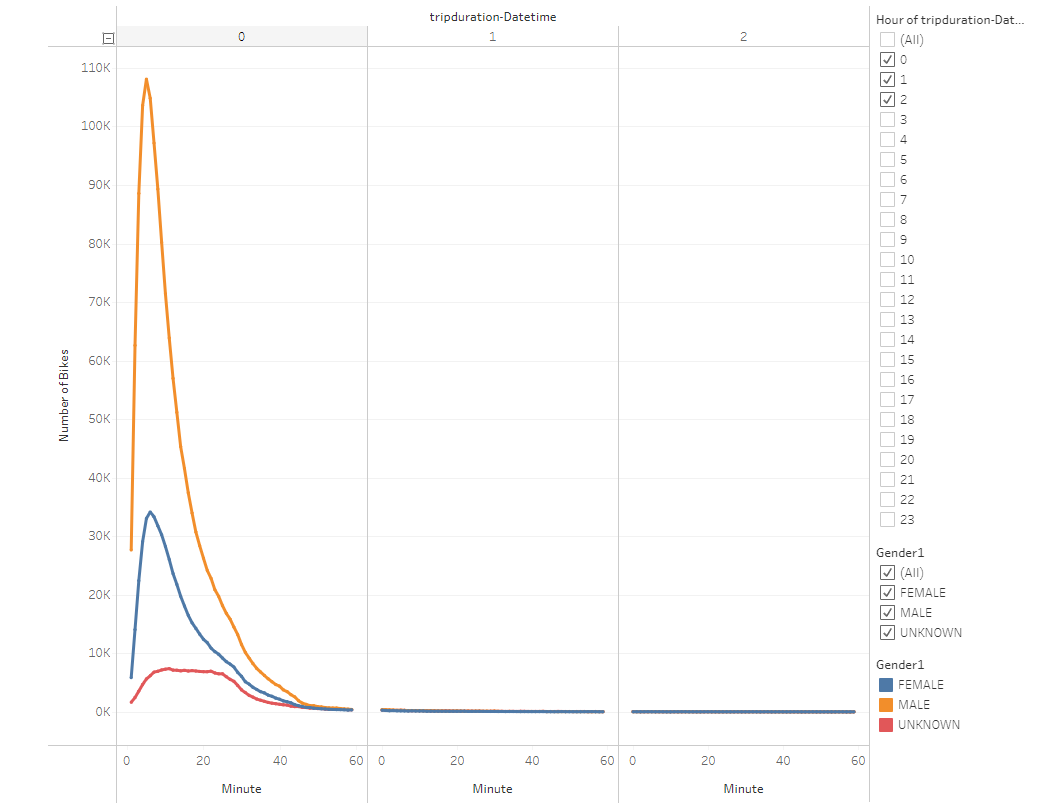 tripduration-Datetime
0 1 2
110K
100K
90K
80K
70K
60K
50K
40K
30K
20K
10K
0K
Number of Bikes
0 20 40 60 0 20 40 60 0 20 40 60
Minute Minute Minute
Hour of tripduration-Dat...
(All)
0
1
2
3
4
5
6
7
8
9
10
11
12
13
14
15
16
17
18
19
20
21
22
23
Gender1
(All)
FEMALE
MALE
UNKNOWN
Gender1
FEMALE
MALE
UNKNOWN